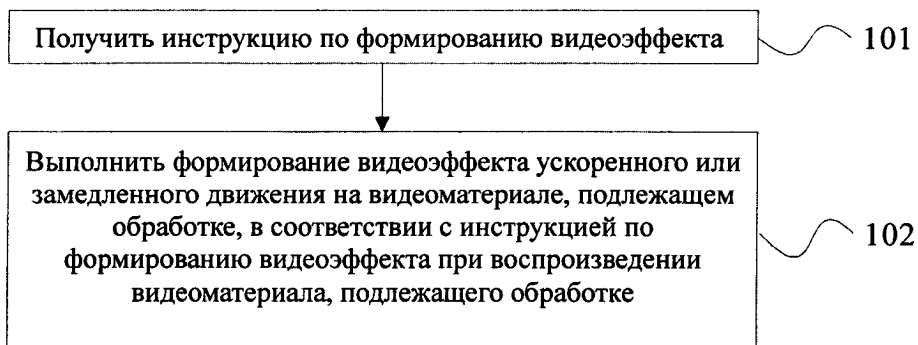 Получить инструкцию по формированию видеоэффекта
101
Выполнить формирование видеоэффекта ускоренного или
замедленного движения на видеоматериале, подлежащем
обработке, в соответствии с инструкцией по
формированию видеоэффекта при воспроизведении
видеоматериала, подлежащего обработке
102